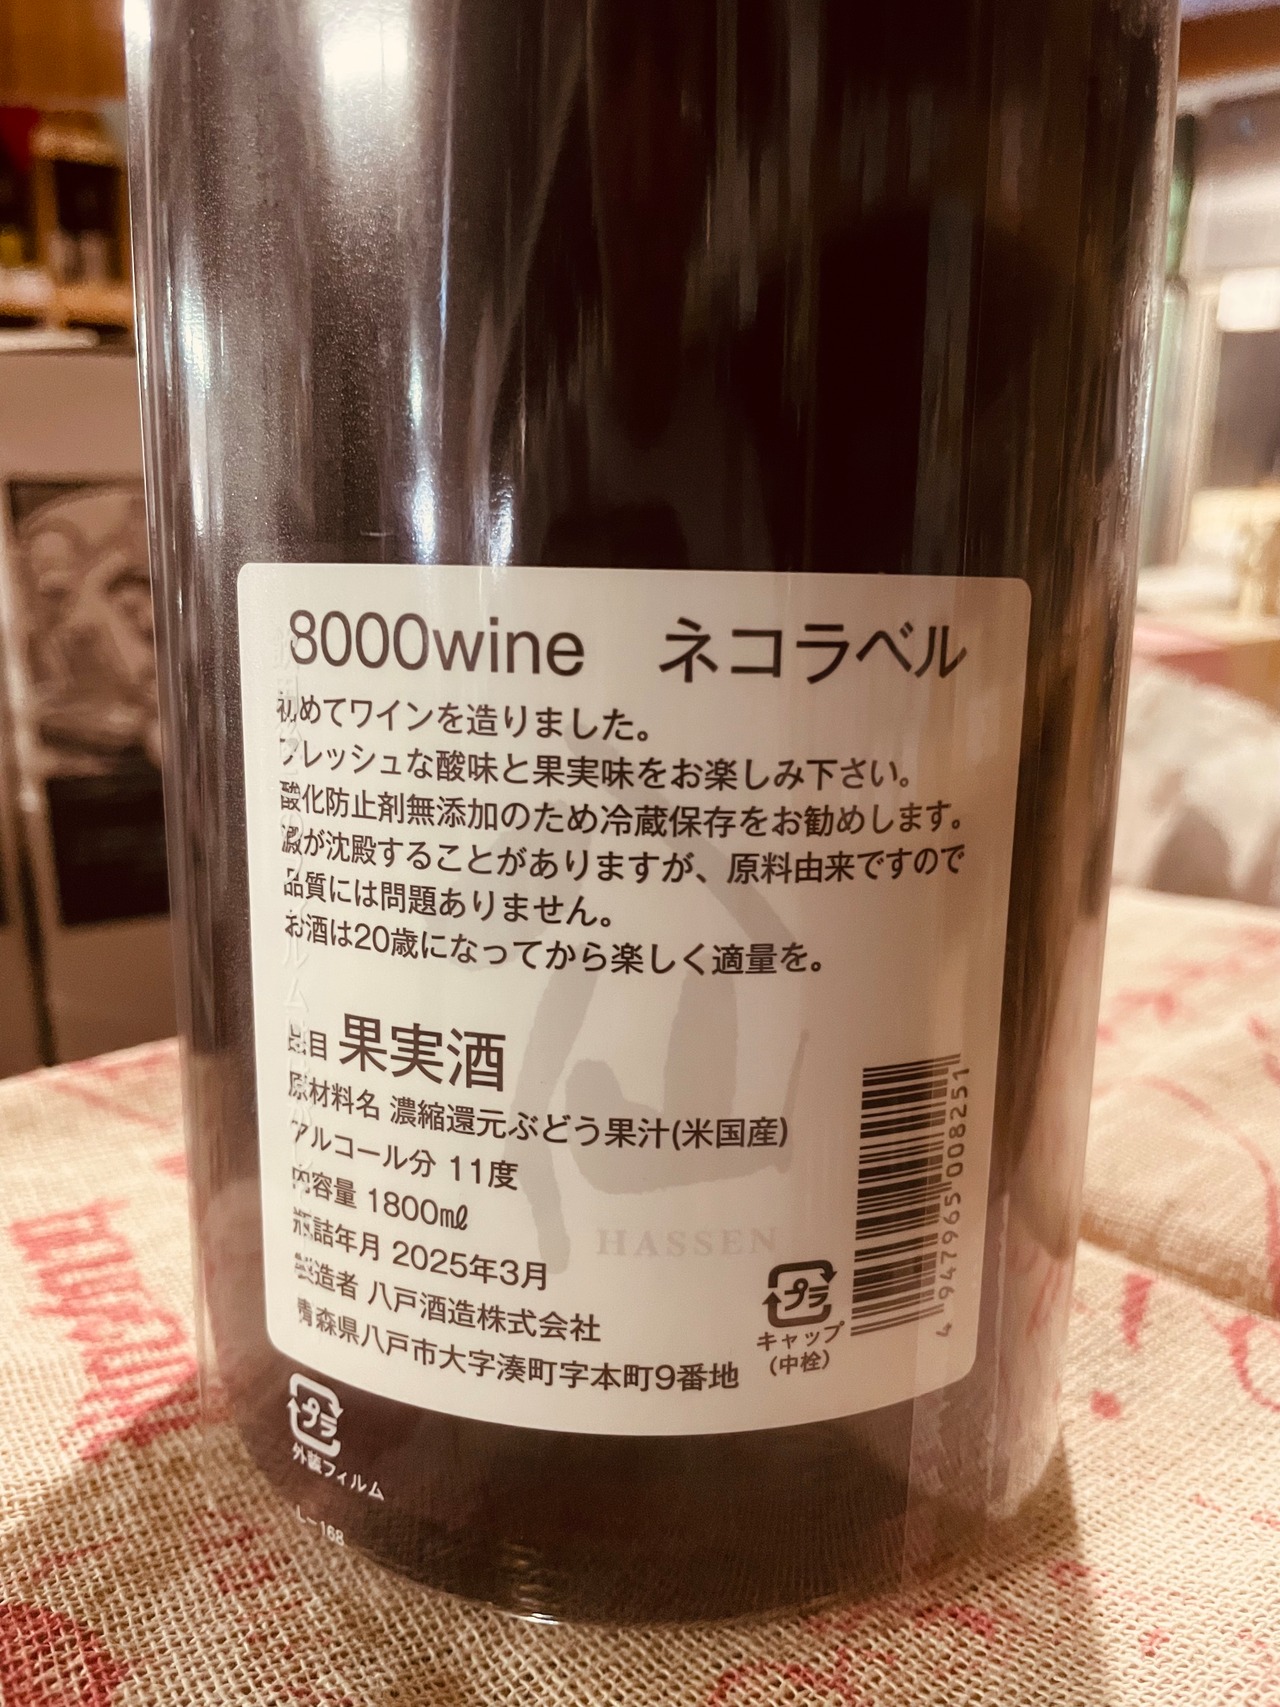 8000wine　ネコラベル
初めてワインを造りました。
フレッシュな酸味と果実味をお楽しみ下さい。
酸化防止剤無添加のため冷蔵保存をお勧めします。
澱が沈殿することがありますが、原料由来ですので
品質には問題ありません。
お酒は20歳になってから楽しく適量を。
品目 果実酒
原材料名 濃縮還元ぶどう果汁(米国産)
アルコール分 11度
内容量 1800㎖
瓶詰年月 2025年3月
製造者 八戸酒造株式会社
青森県八戸市大字湊町字本町9番地
HASSEN
プラ
キャップ
(中栓)
4 947965 008251
プラ
外装フィルム
L-168